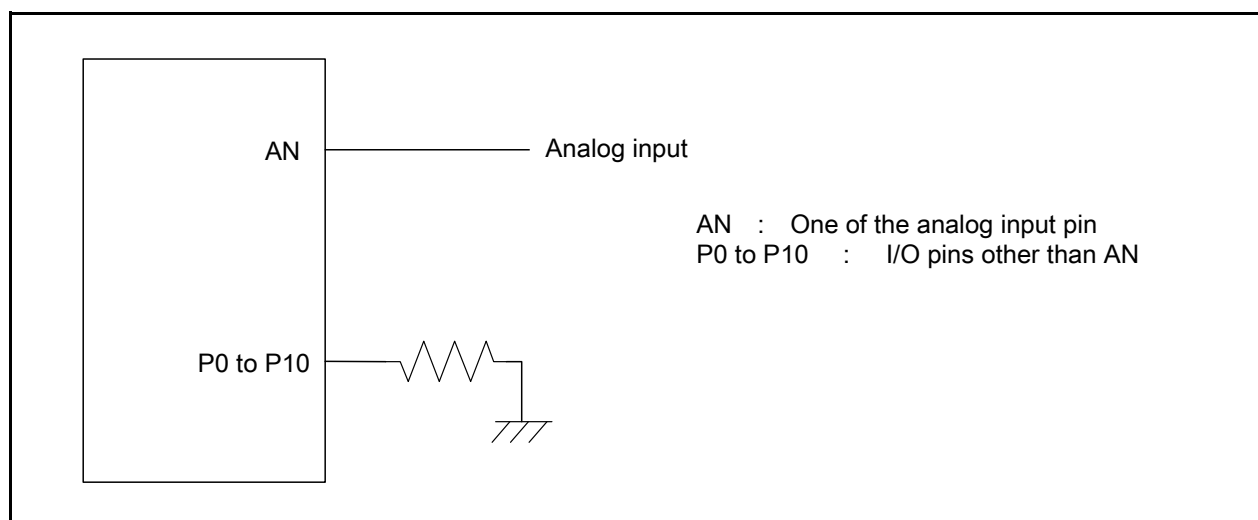 AN
Analog input
AN : One of the analog input pin
P0 to P10 : I/O pins other than AN
P0 to P10